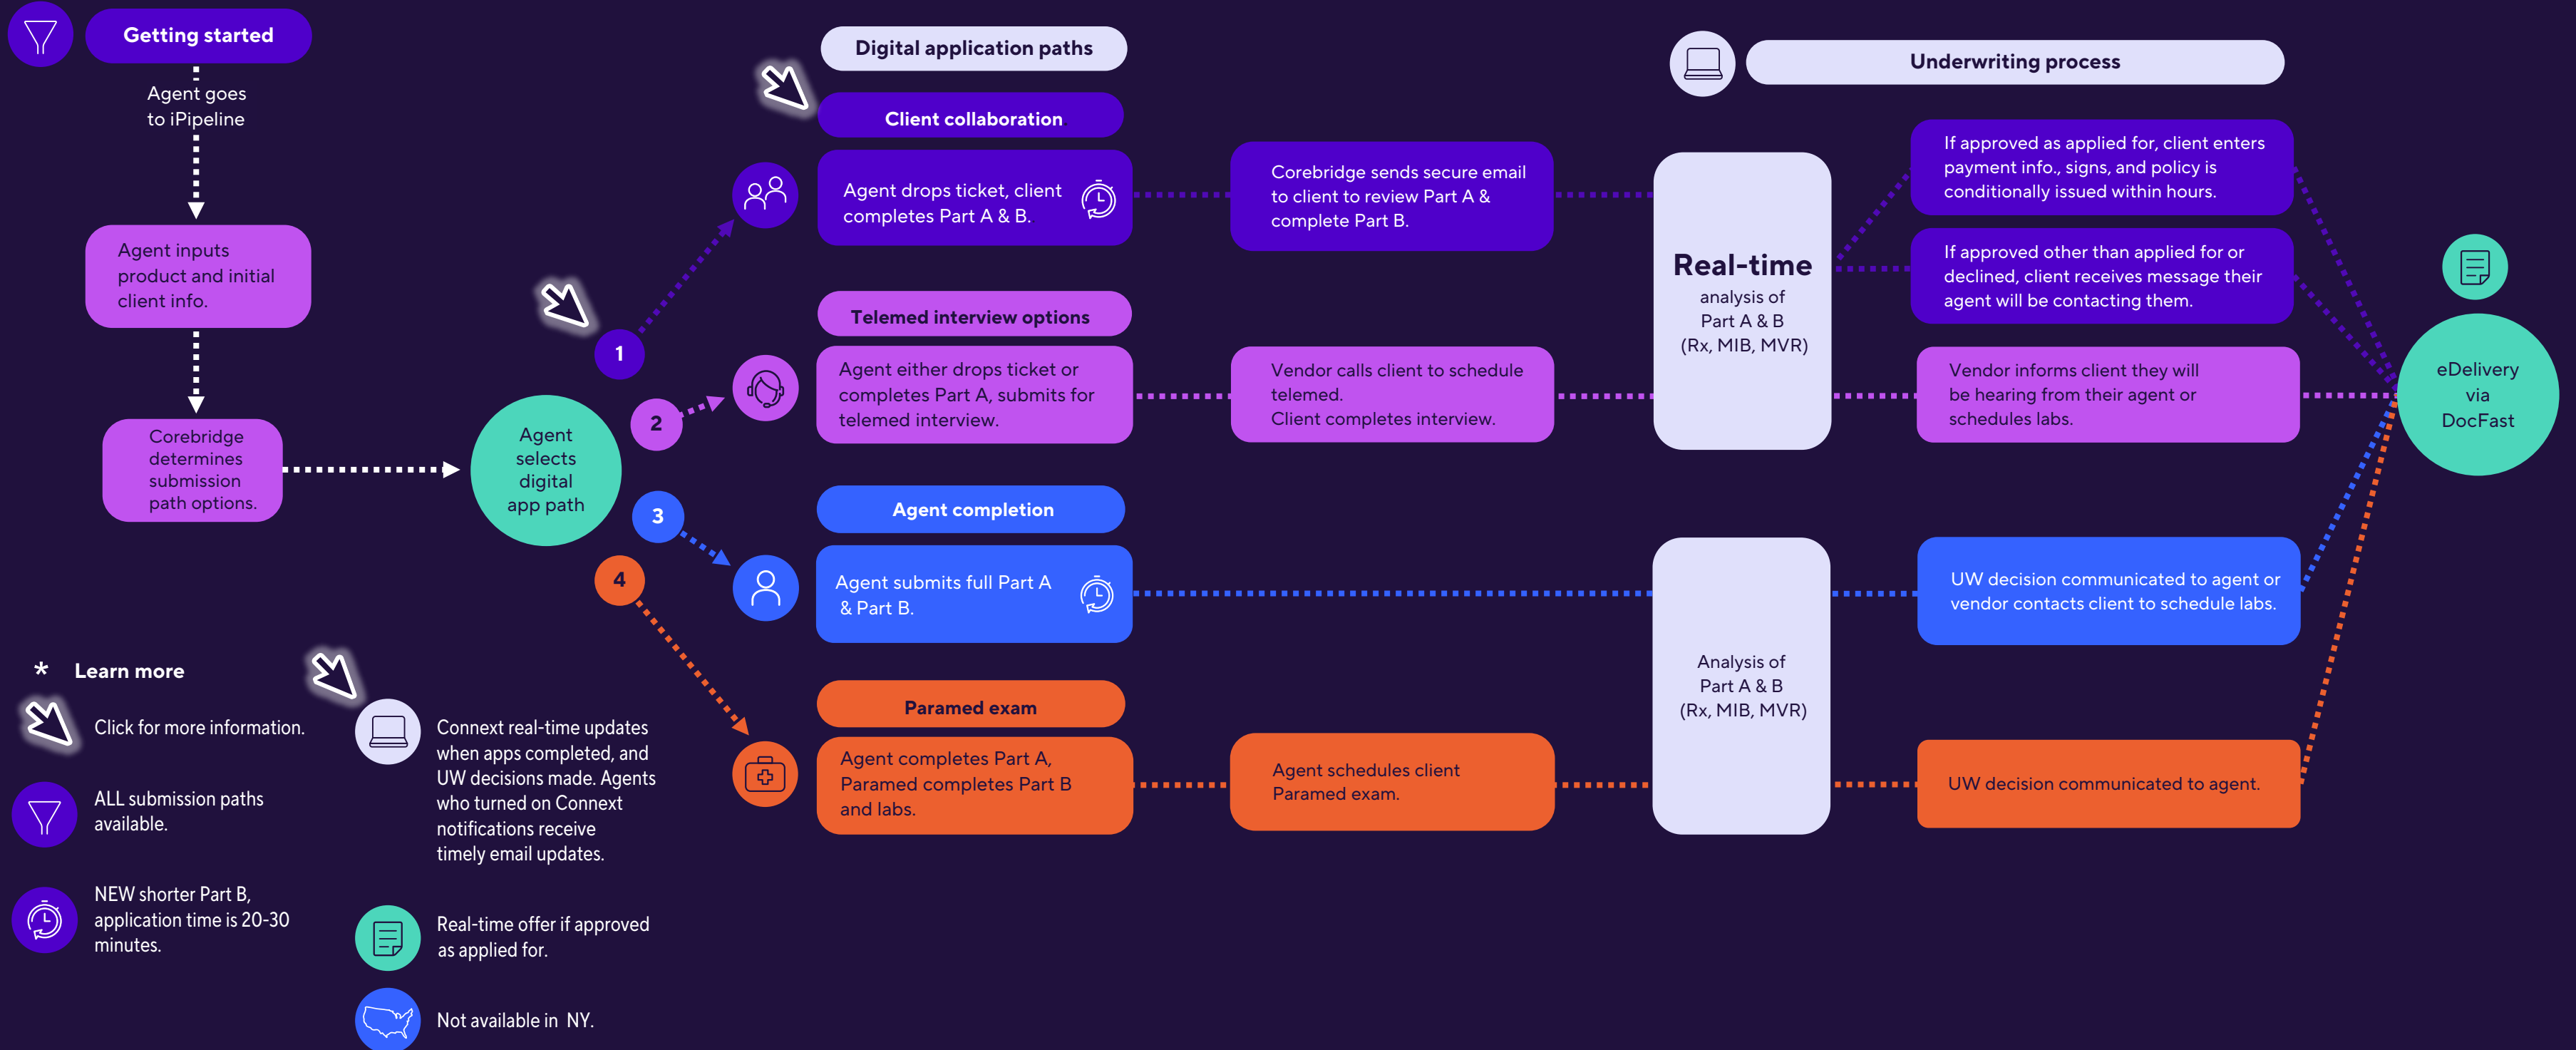 Getting started
Agent goes
to iPipeline
Agent inputs
product and initial
client info.
Corebridge
determines
submission
path options.
Agent
selects
digital
app path
1
2
3
4
Digital application paths
Client collaboration.
Agent drops ticket, client
completes Part A & B.
Corebridge sends secure email
to client to review Part A &
complete Part B.
Telemed interview options
Agent either drops ticket or
completes Part A, submits for
telemed interview.
Vendor calls client to schedule
telemed.
Client completes interview.
Agent completion
Agent submits full Part A
& Part B.
Paramed exam
Agent completes Part A,
Paramed completes Part B
and labs.
Agent schedules client
Paramed exam.
Underwriting process
Real-time
analysis of
Part A & B
(Rx, MIB, MVR)
Analysis of
Part A & B
(Rx, MIB, MVR)
If approved as applied for, client enters
payment info., signs, and policy is
conditionally issued within hours.
If approved other than applied for or
declined, client receives message their
agent will be contacting them.
Vendor informs client they will
be hearing from their agent or
schedules labs.
UW decision communicated to agent or
vendor contacts client to schedule labs.
UW decision communicated to agent.
eDelivery
via
DocFast
* Learn more
Click for more information.
ALL submission paths
available.
NEW shorter Part B,
application time is 20-30
minutes.
Connext real-time updates
when apps completed, and
UW decisions made. Agents
who turned on Connext
notifications receive
timely email updates.
Real-time offer if approved
as applied for.
Not available in NY.